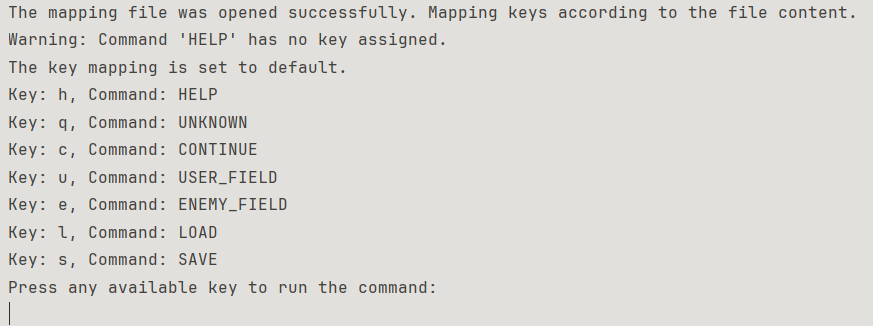 The mapping file was opened successfully. Mapping keys according to the file content.
Warning: Command 'HELP' has no key assigned.
The key mapping is set to default.
Key: h, Command: HELP
Key: q, Command: UNKNOWN
Key: c, Command: CONTINUE
Key: u, Command: USER_FIELD
Key: e, Command: ENEMY_FIELD
Key: l, Command: LOAD
Key: s, Command: SAVE
Press any available key to run the command: